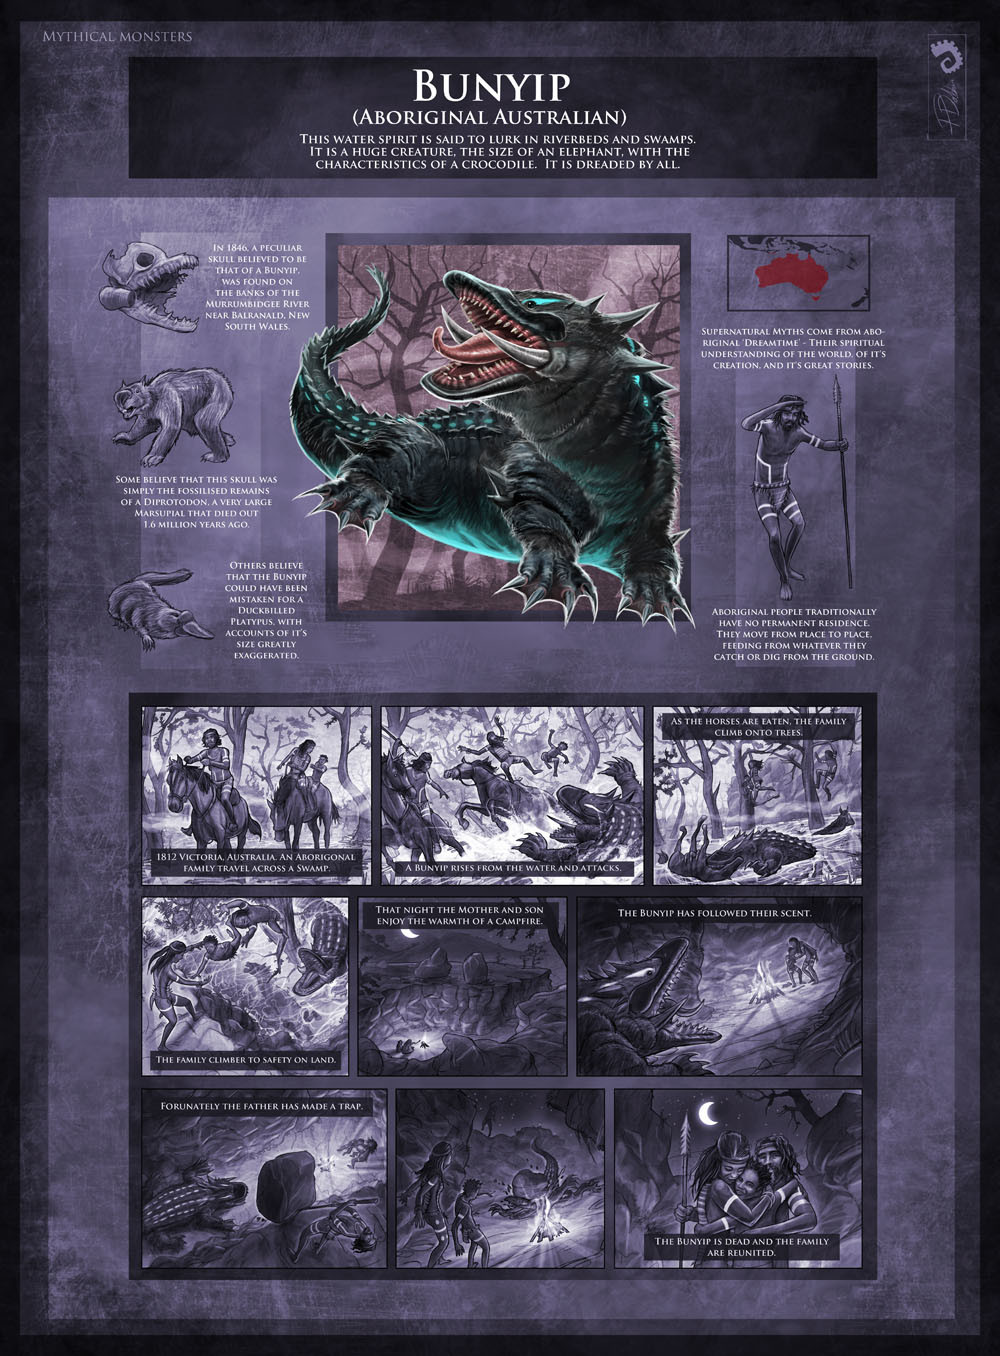 Mythical monsters
Bunyip
(Aboriginal Australian)
This water spirit is said to lurk in riverbeds and swamps.
It is a huge creature, the size of an elephant, with the
characteristics of a crocodile. It is dreaded by all.
In 1846, a peculiar
skull believed to be
that of a Bunyip,
was found on
the banks of the
Murrumbidgee River
near Balranald, New
South Wales.
Some believe that this skull was
simply the fossilised remains
of a Diprotodon, a very large
Marsupial that died out
1.6 million years ago.
Others believe
that the Bunyip
could have been
mistaken for a
Duckbilled
Platypus, with
accounts of it's
size greatly
exaggerated.
Supernatural Myths come from abo-
riginal 'Dreamtime' - Their spiritual
understanding of the world, of it's
creation, and it's great stories.
Aboriginal people traditionally
have no permanent residence.
They move from place to place,
feeding from whatever they
catch or dig from the ground.
1812 Victoria, Australia. An Aborigonal
family travel across a Swamp.
A Bunyip rises from the water and attacks.
As the horses are eaten, the family
climb onto trees.
The family climber to safety on land.
That night the Mother and son
enjoy the warmth of a campfire.
The Bunyip has followed their scent.
Forunately the father has made a trap.
The Bunyip is dead and the family
are reunited.